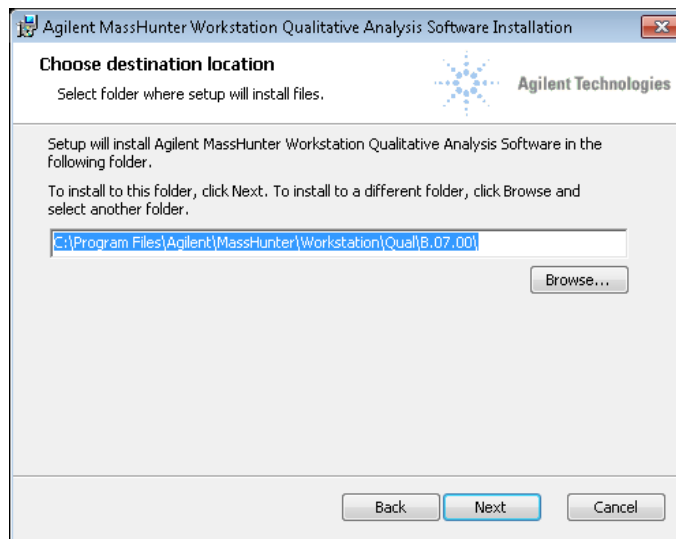 Agilent MassHunter Workstation Qualitative Analysis Software Installation
Choose destination location
Select folder where setup will install files.
Agilent Technologies
Setup will install Agilent MassHunter Workstation Qualitative Analysis Software in the
following folder.
To install to this folder, click Next. To install to a different folder, click Browse and
select another folder.
C:\Program Files\Agilent\MassHunter\Workstation\Qual\B.07.00\
Browse...
Back
Next
Cancel